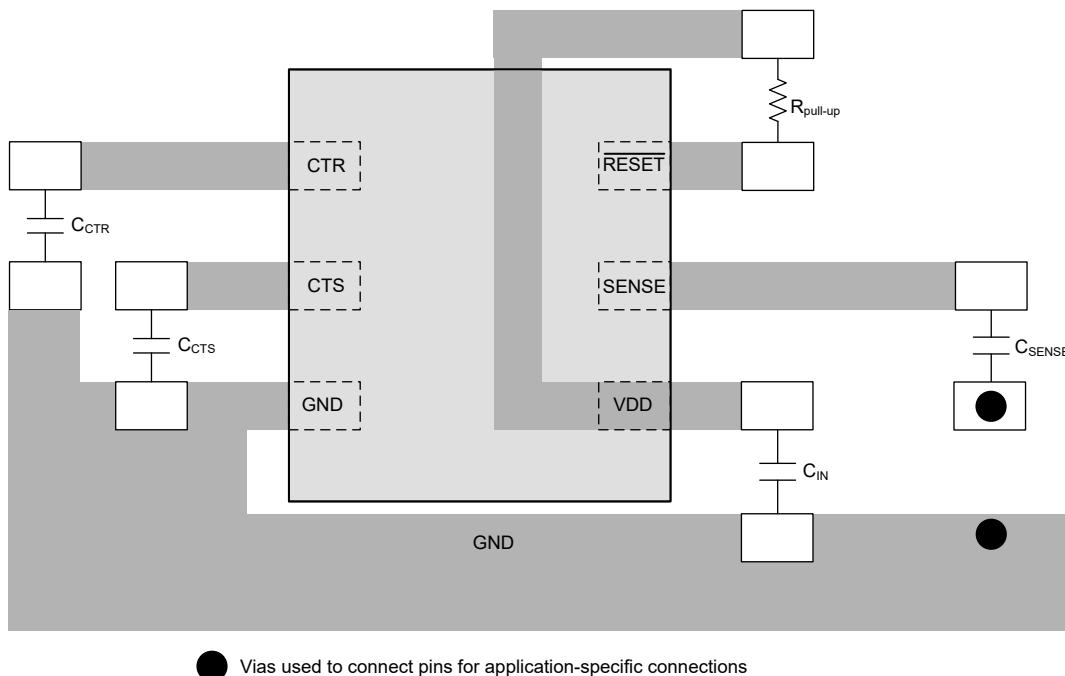 R_pull-up
CTR
RESET
C_CTR
CTS
SENSE
C_CTS
C_SENSE
GND
VDD
C_IN
GND
Vias used to connect pins for application-specific connections